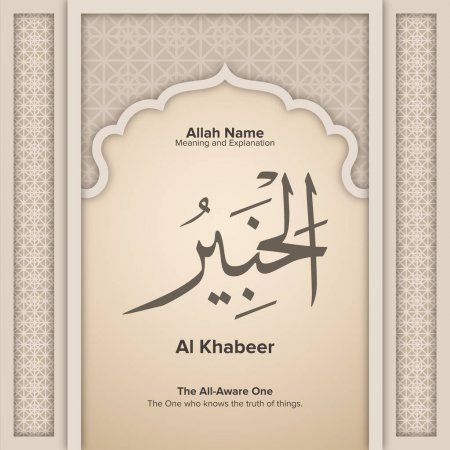 Allah Name
Meaning and Explanation
الْخَبِيرُ
Al Khabeer
The All-Aware One
The One who knows the truth of things.